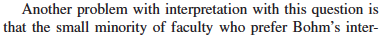 Another problem with interpretation with this question is
that the small minority of faculty who prefer Bohm's inter-